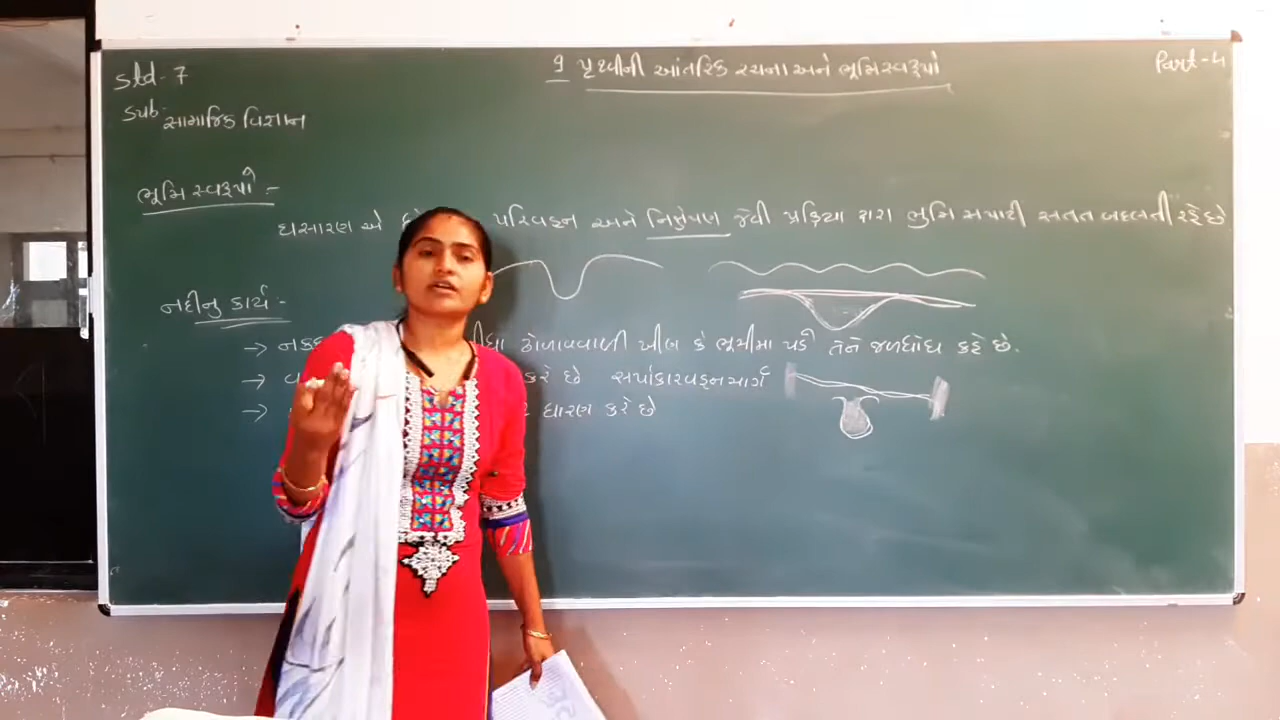 Std - 7
૧ પૃથ્વીની આંતરિક રચના અને ભૂમિસ્વરૂપો
Part - 4
Sub: સામાજિક વિજ્ઞાન
ભૂમિ સ્વરૂપો :-
ઘસારણ એ પરિવહન અને નિક્ષેપણ જેવી પ્રક્રિયા દ્વારા ભુમિ સપાટી સતત બદલતી રહે છે
નદીનુ કાર્ય :-
→ ઢોળાવવાળી ખીણ કે ભૂમીમા પડે તેને જળધોધ કહે છે.
→ કરે છે સર્પાકારવહનમાર્ગ
→ ધારણ કરે છે